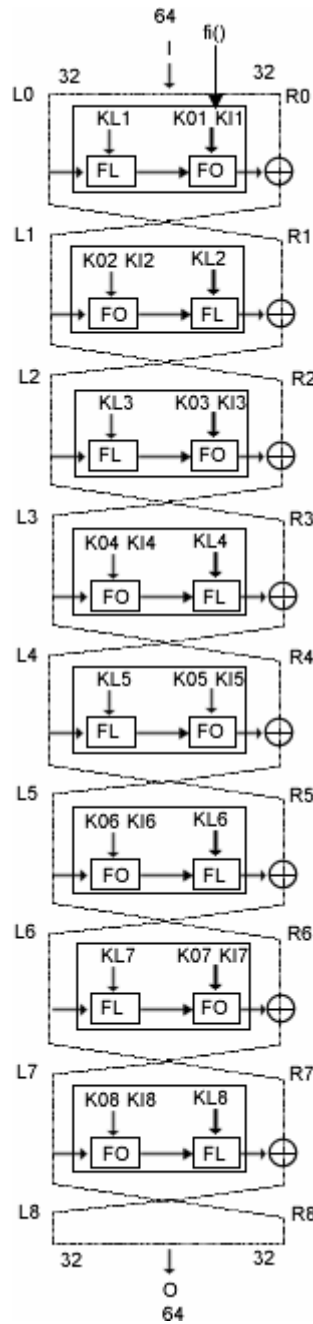 64
I fi()
32 32
L0 R0
KL1 K01 KI1
FL FO
L1 R1
K02 KI2 KL2
FO FL
L2 R2
KL3 K03 KI3
FL FO
L3 R3
K04 KI4 KL4
FO FL
L4 R4
KL5 K05 KI5
FL FO
L5 R5
K06 KI6 KL6
FO FL
L6 R6
KL7 K07 KI7
FL FO
L7 R7
K08 KI8 KL8
FO FL
L8 R8
32 32
O
64